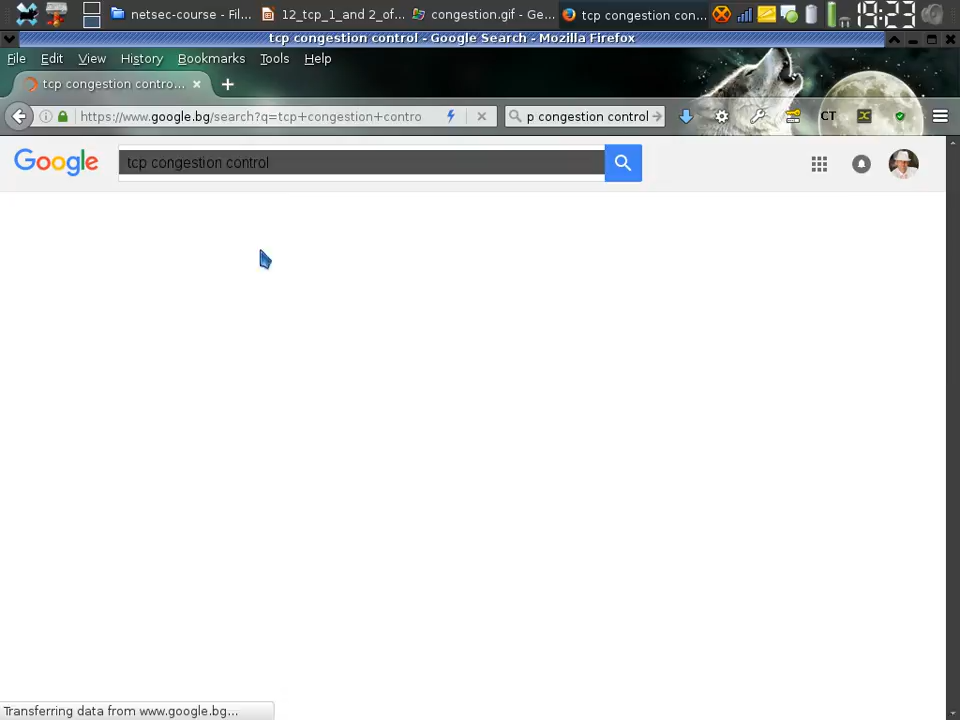 netsec-course - Fil...
12_tcp_1_and 2_of...
congestion.gif - Ge...
tcp congestion con...
19:23
tcp congestion control - Google Search - Mozilla Firefox
File Edit View History Bookmarks Tools Help
tcp congestion contro...
https://www.google.bg/search?q=tcp+congestion+contro
p congestion control
CT
Google
tcp congestion control
Transferring data from www.google.bg...